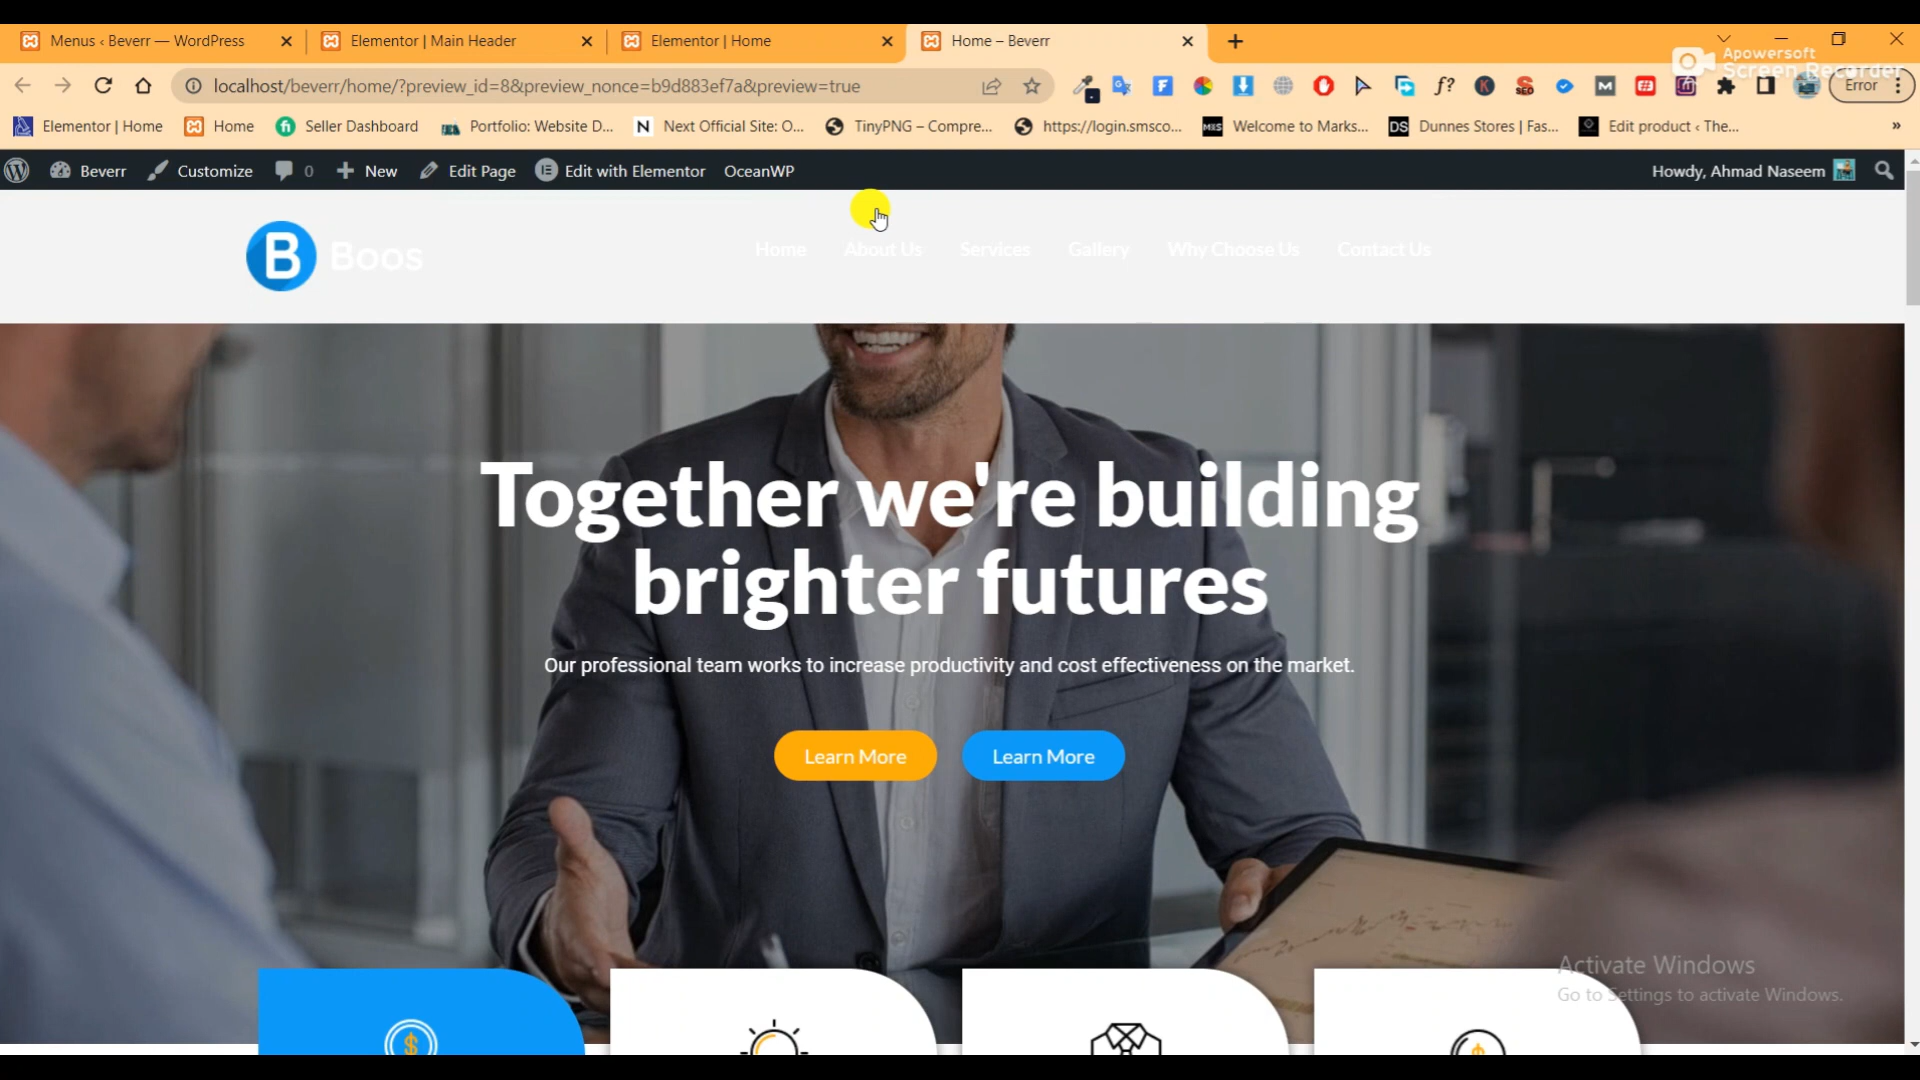 Menus ‹ Beverr — WordPress
Elementor | Main Header
Elementor | Home
Home – Beverr
Apowersoft
Screen Recorder
localhost/beverr/home/?preview_id=8&preview_nonce=b9d883ef7a&preview=true
Error
Elementor | Home
Home
Seller Dashboard
Portfolio: Website D...
Next Official Site: O...
TinyPNG – Compre...
https://login.smsco...
Welcome to Marks...
Dunnes Stores | Fas...
Edit product ‹ The...
Beverr
Customize
0
New
Edit Page
Edit with Elementor
OceanWP
Howdy, Ahmad Naseem
B Boos
Home
About Us
Services
Gallery
Why Choose Us
Contact Us
Together we're building
brighter futures
Our professional team works to increase productivity and cost effectiveness on the market.
Learn More
Learn More
Activate Windows
Go to Settings to activate Windows.